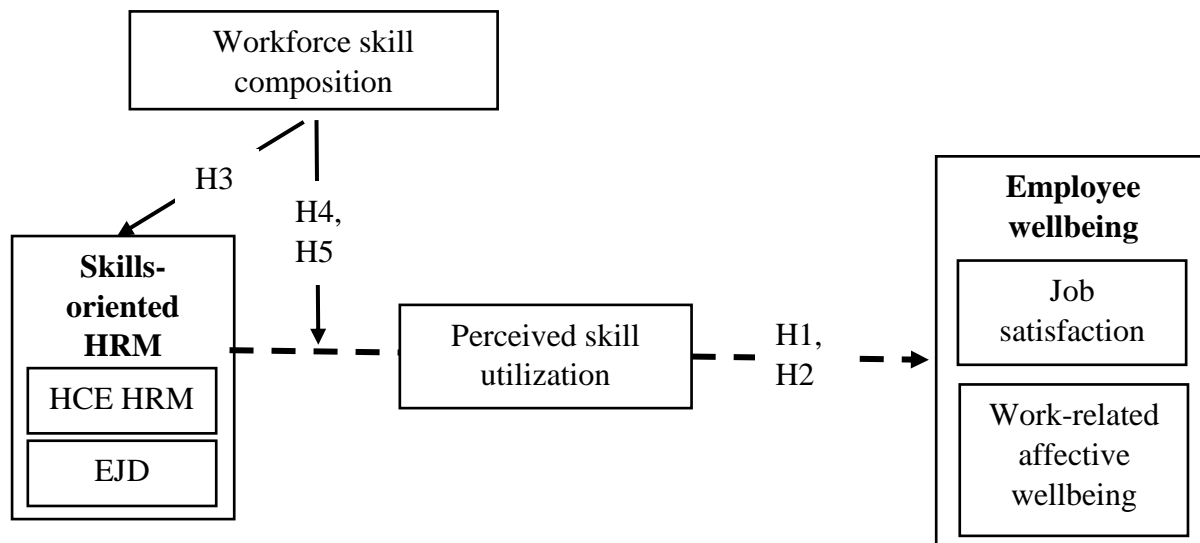 Workforce skill
composition
H3
H4,
H5
Skills-
oriented
HRM
HCE HRM
EJD
Perceived skill
utilization
H1,
H2
Employee
wellbeing
Job
satisfaction
Work-related
affective
wellbeing